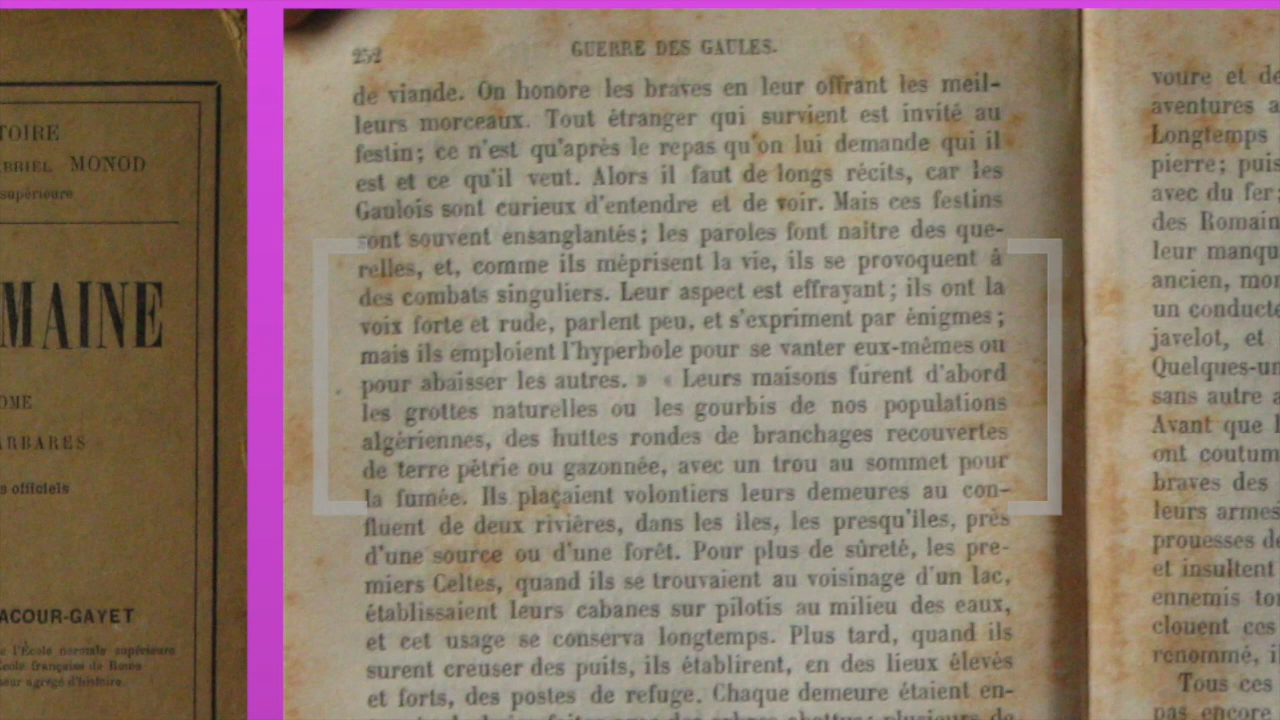 TOIRE
MONOD
supérieure
MAINE
OME
ARBARES
s officiels
ACOUR-GAYET
e l'École normale supérieure
École française de Rome
eur agrégé d'histoire.
252
GUERRE DES GAULES.
de viande. On honore les braves en leur offrant les meil-
leurs morceaux. Tout étranger qui survient est invité au
festin; ce n'est qu'après le repas qu'on lui demande qui il
est et ce qu'il veut. Alors il faut de longs récits, car les
Gaulois sont curieux d'entendre et de voir. Mais ces festins
sont souvent ensanglantés; les paroles font naître des que-
relles, et, comme ils méprisent la vie, ils se provoquent à
des combats singuliers. Leur aspect est effrayant; ils ont la
voix forte et rude, parlent peu, et s'expriment par énigmes;
mais ils emploient l'hyperbole pour se vanter eux-mêmes ou
pour abaisser les autres. » « Leurs maisons furent d'abord
les grottes naturelles ou les gourbis de nos populations
algériennes, des huttes rondes de branchages recouvertes
de terre pétrie ou gazonnée, avec un trou au sommet pour
la fumée. Ils plaçaient volontiers leurs demeures au con-
fluent de deux rivières, dans les îles, les presqu'îles, près
d'une source ou d'une forêt. Pour plus de sûreté, les pre-
miers Celtes, quand ils se trouvaient au voisinage d'un lac,
établissaient leurs cabanes sur pilotis au milieu des eaux,
et cet usage se conserva longtemps. Plus tard, quand ils
surent creuser des puits, ils établirent, en des lieux élevés
et forts, des postes de refuge. Chaque demeure étaient en-
voure et de
aventures a
Longtemps
pierre; puis
avec du fer;
des Romain
leur manqu
ancien, mon
un conducte
javelot, et
Quelques-un
sans autre a
Avant que l
ont coutum
braves des
leurs armes
prouesses de
et insultent
ennemis tom
clouent ces
renommé, il
Tous ces
pas encore